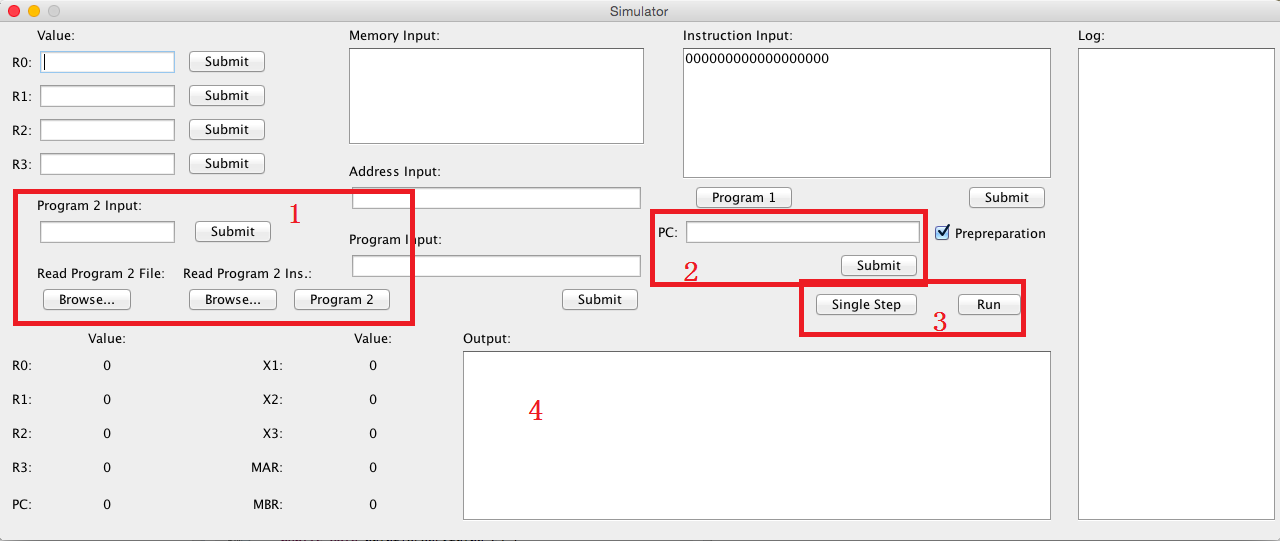 Simulator
Value:
Memory Input:
Instruction Input:
Log:
R0:
Submit
000000000000000000
R1:
Submit
R2:
Submit
R3:
Submit
Address Input:
Program 1
Submit
Program 2 Input:
1
Submit
Program Input:
PC:
Prepreparation
Submit
2
Read Program 2 File:
Read Program 2 Ins.:
Browse...
Browse...
Program 2
Submit
Single Step
Run
3
Value:
Value:
Output:
R0: 0 X1: 0
R1: 0 X2: 0
4
R2: 0 X3: 0
R3: 0 MAR: 0
PC: 0 MBR: 0